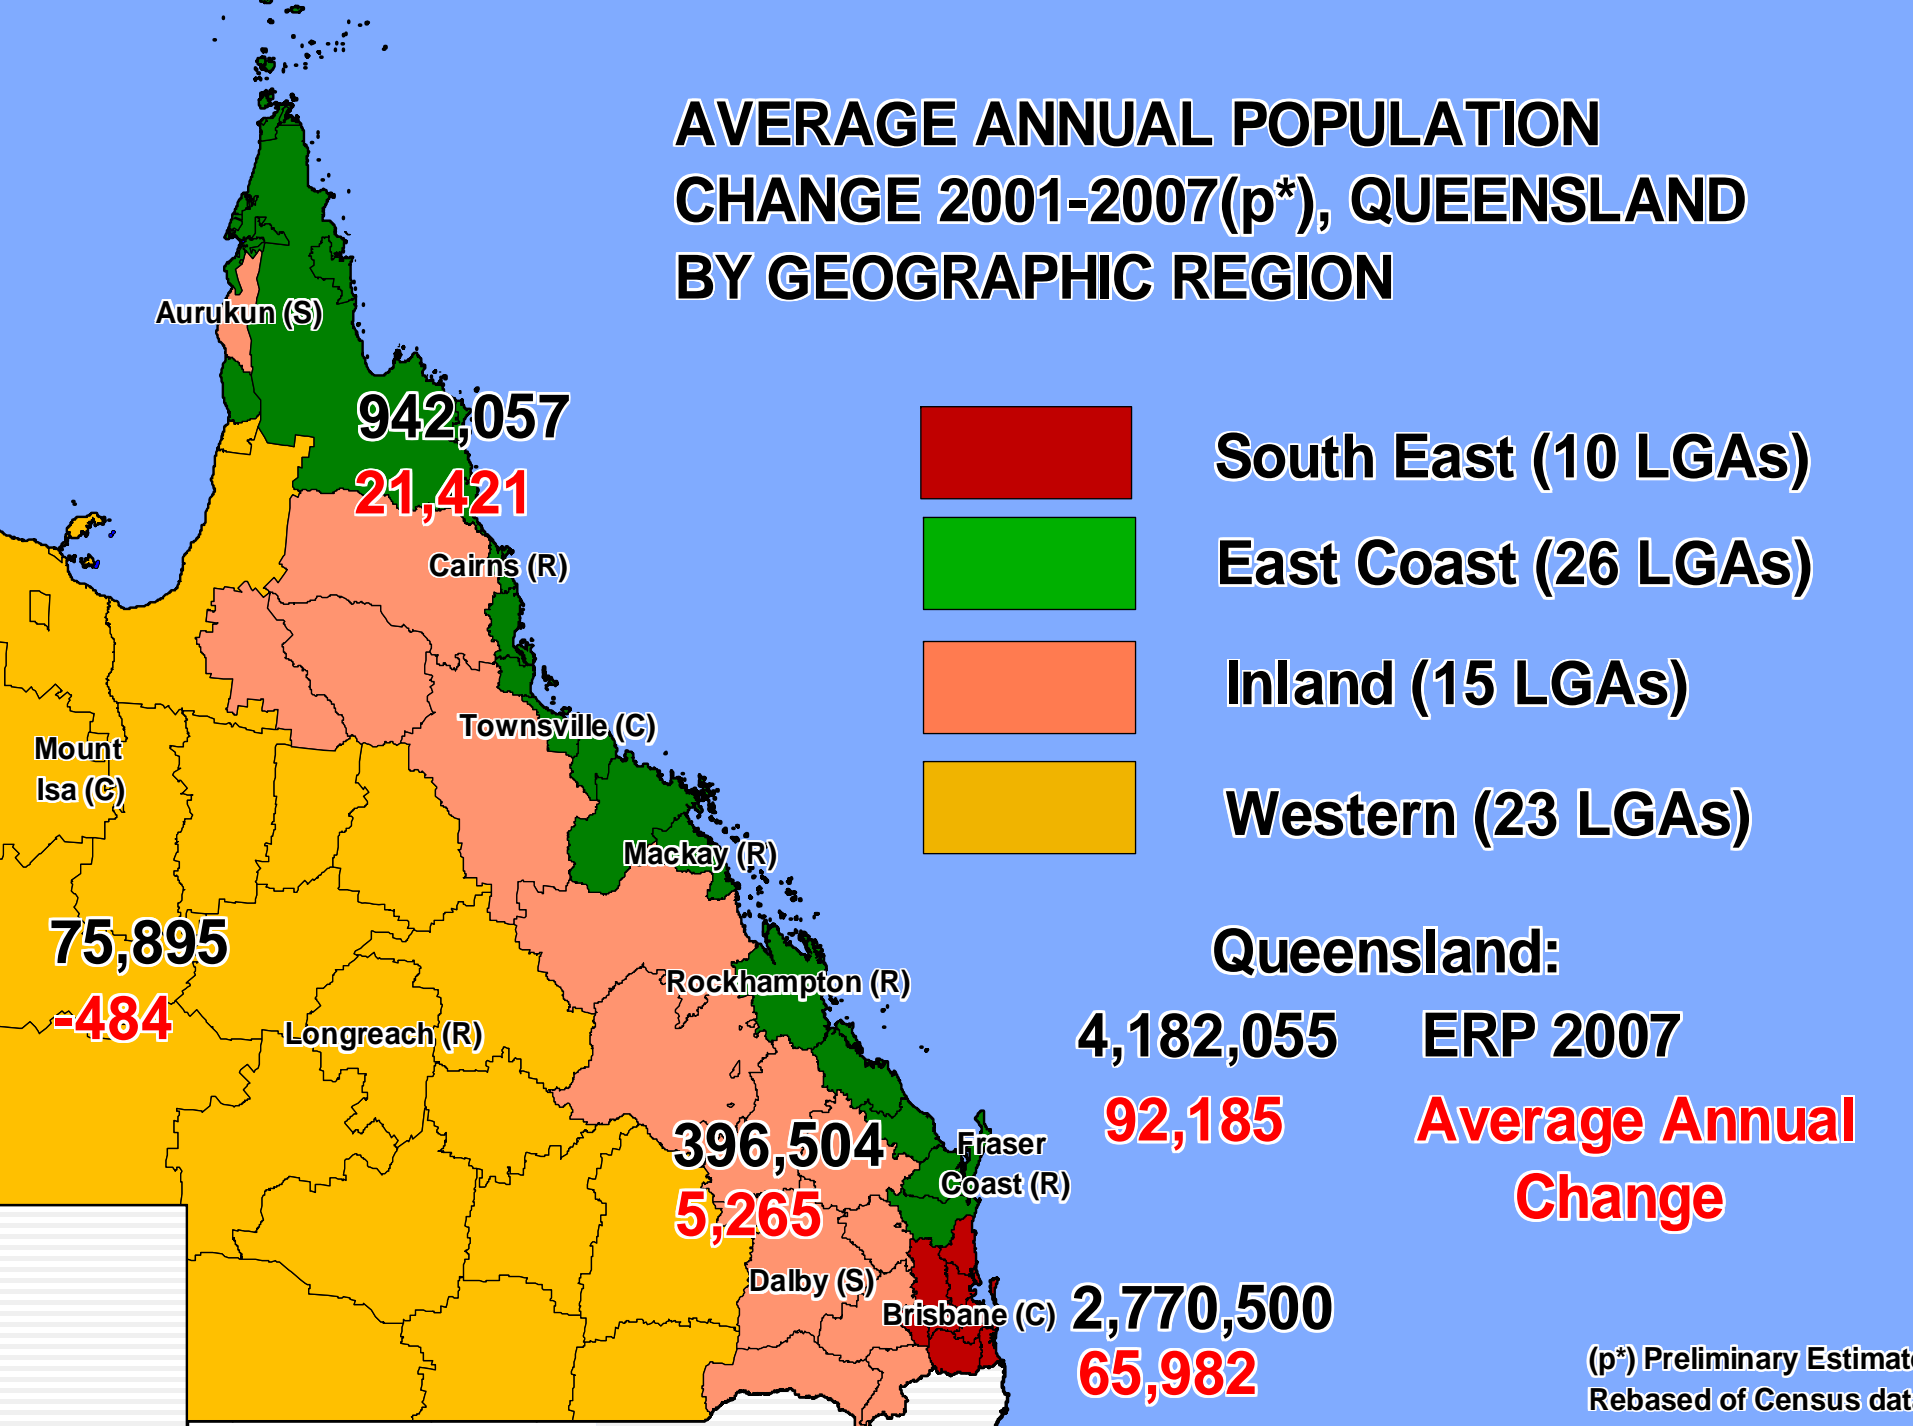 AVERAGE ANNUAL POPULATION
CHANGE 2001-2007(p*), QUEENSLAND
BY GEOGRAPHIC REGION
Aurukun (S)
942,057
21,421
Cairns (R)
South East (10 LGAs)
East Coast (26 LGAs)
Inland (15 LGAs)
Western (23 LGAs)
Townsville (C)
Mount
Isa (C)
Mackay (R)
75,895
-484
Rockhampton (R)
Longreach (R)
Queensland:
4,182,055 ERP 2007
92,185 Average Annual
Change
396,504
5,265
Fraser
Coast (R)
Dalby (S)
Brisbane (C)
2,770,500
65,982
(p*) Preliminary Estimate
Rebased of Census